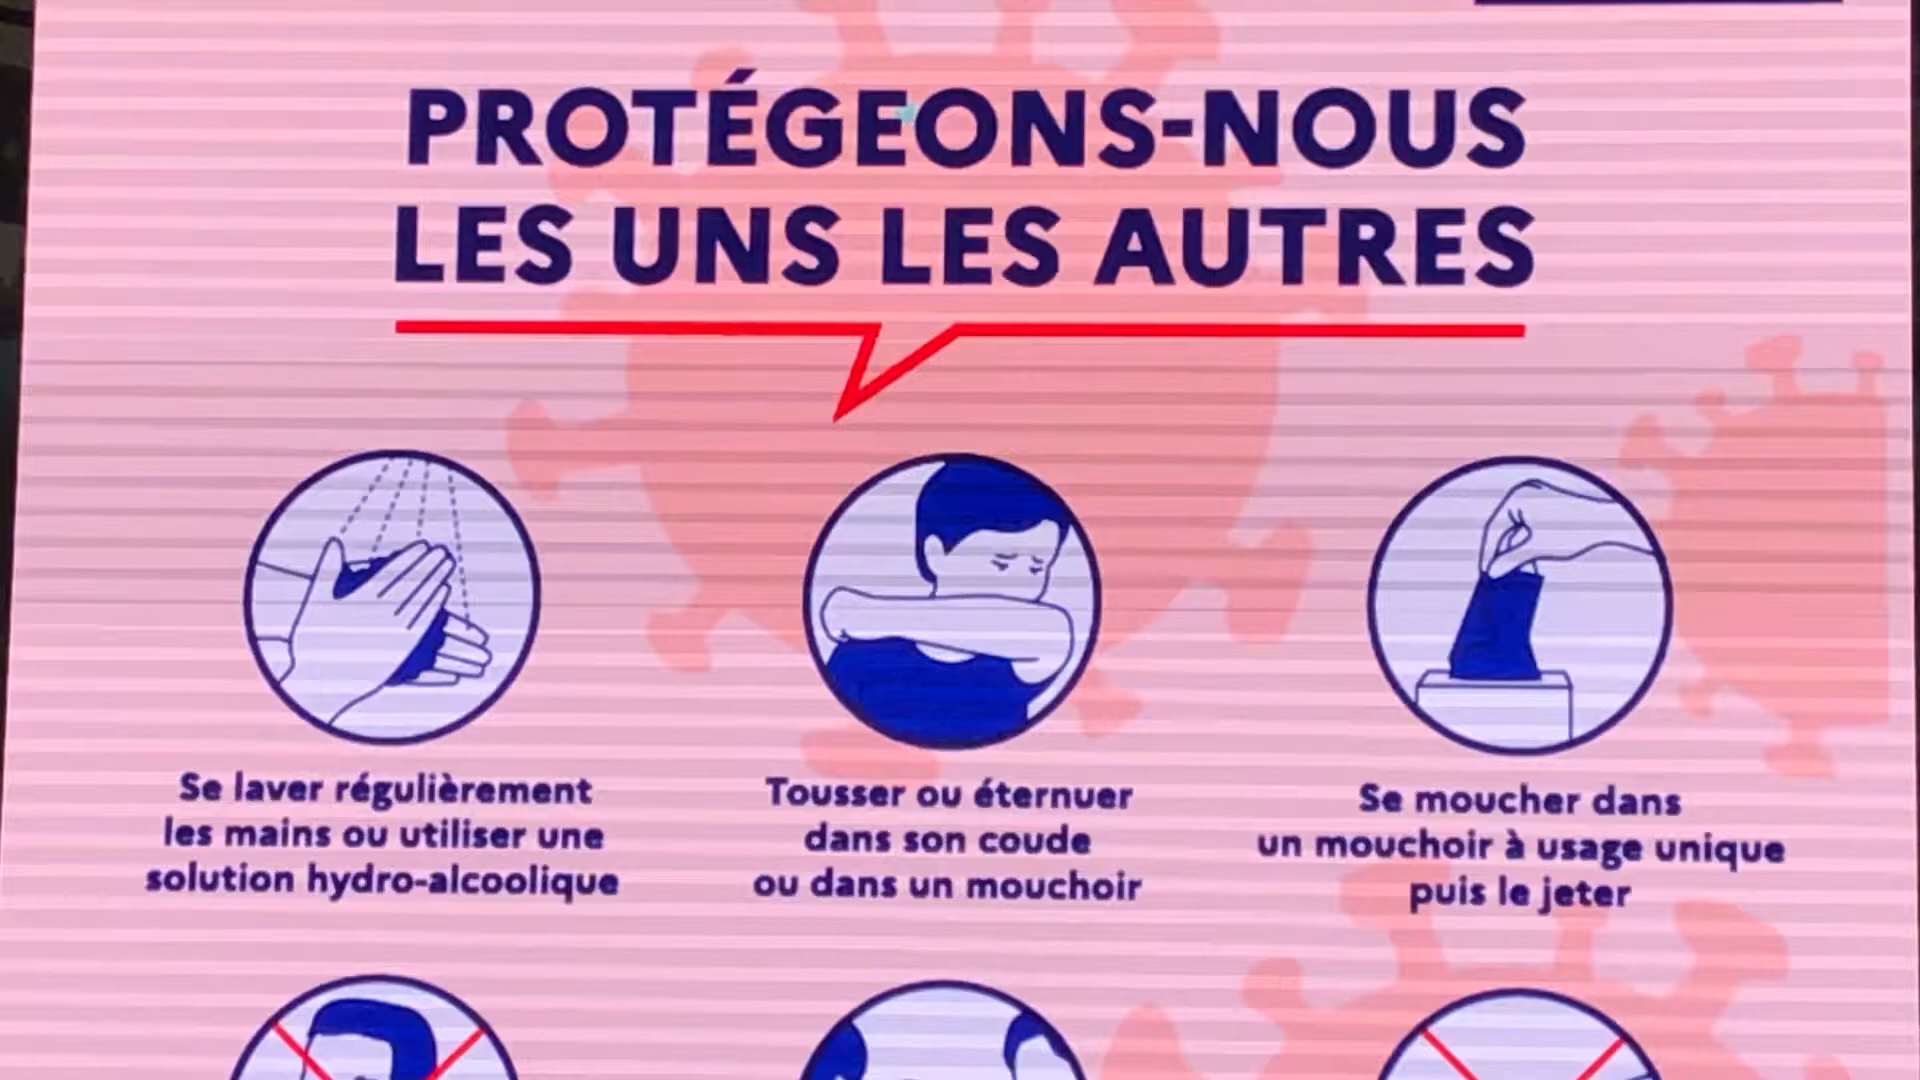 PROTÉGEONS-NOUS
LES UNS LES AUTRES
Se laver régulièrement
les mains ou utiliser une
solution hydro-alcoolique
Tousser ou éternuer
dans son coude
ou dans un mouchoir
Se moucher dans
un mouchoir à usage unique
puis le jeter